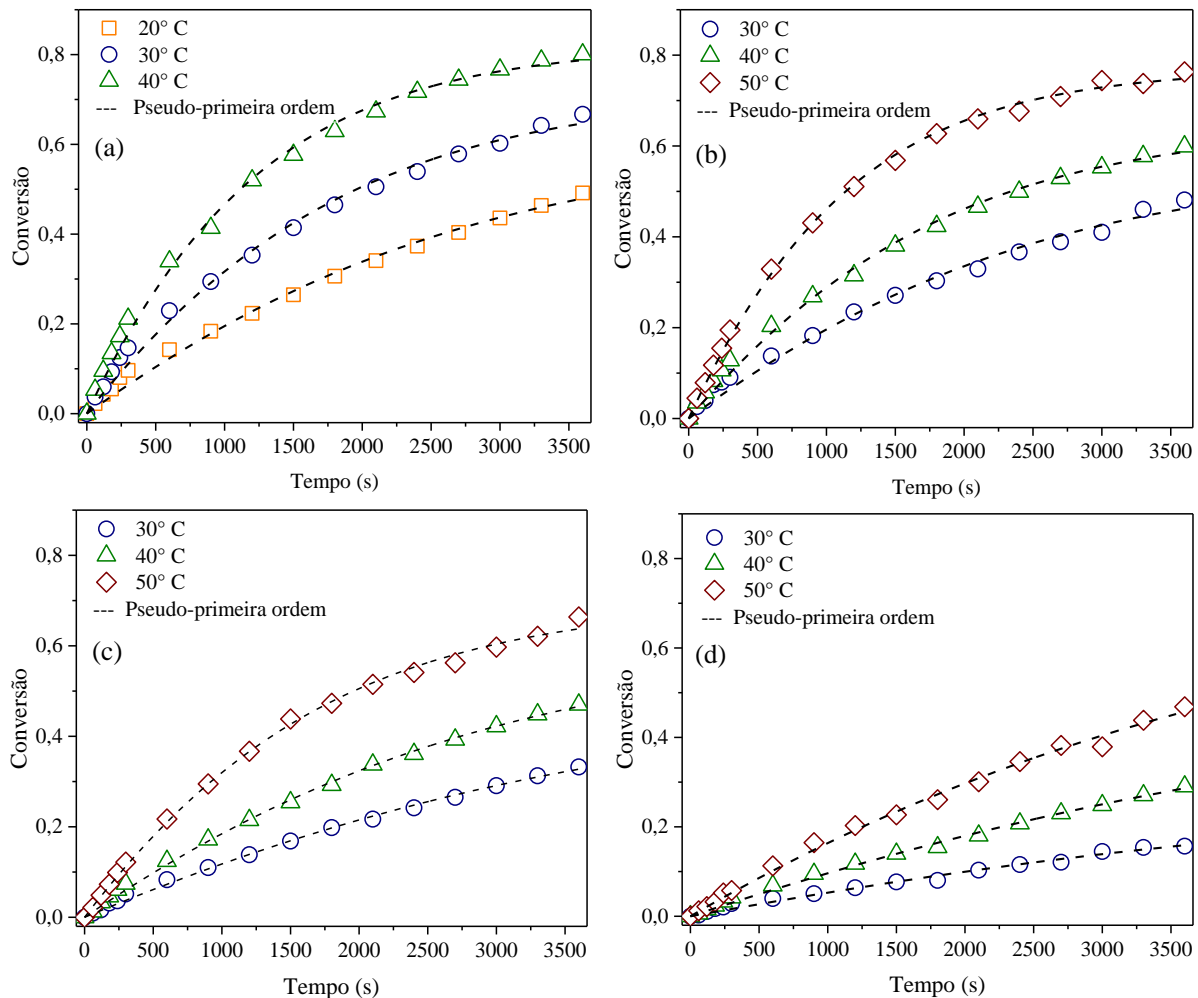 20° C
30° C
40° C
Pseudo-primeira ordem
(a)
0,8
0,6
0,4
0,2
0,0
Conversão
0 500 1000 1500 2000 2500 3000 3500
Tempo (s)
30° C
40° C
50° C
Pseudo-primeira ordem
(b)
0,8
0,6
0,4
0,2
0,0
Conversão
0 500 1000 1500 2000 2500 3000 3500
Tempo (s)
30° C
40° C
50° C
Pseudo-primeira ordem
(c)
0,8
0,6
0,4
0,2
0,0
Conversão
0 500 1000 1500 2000 2500 3000 3500
Tempo (s)
30° C
40° C
50° C
Pseudo-primeira ordem
(d)
0,8
0,6
0,4
0,2
0,0
Conversão
0 500 1000 1500 2000 2500 3000 3500
Tempo (s)